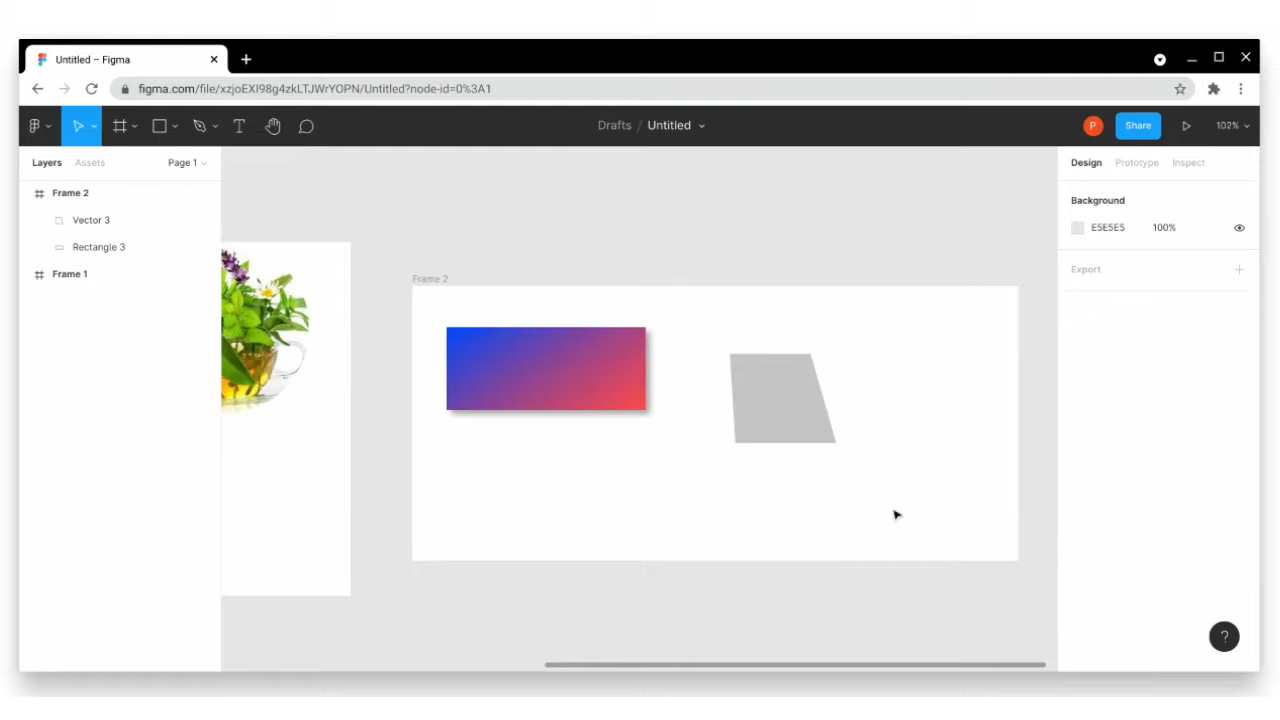 Untitled – Figma
figma.com/file/xzjoEXI98g4zkLTJWrYOPN/Untitled?node-id=0%3A1
Drafts / Untitled
P
Share
102%
Layers
Assets
Page 1
Design
Prototype
Inspect
Frame 2
Vector 3
Rectangle 3
Frame 1
Background
E5E5E5 100%
Export
Frame 2
?